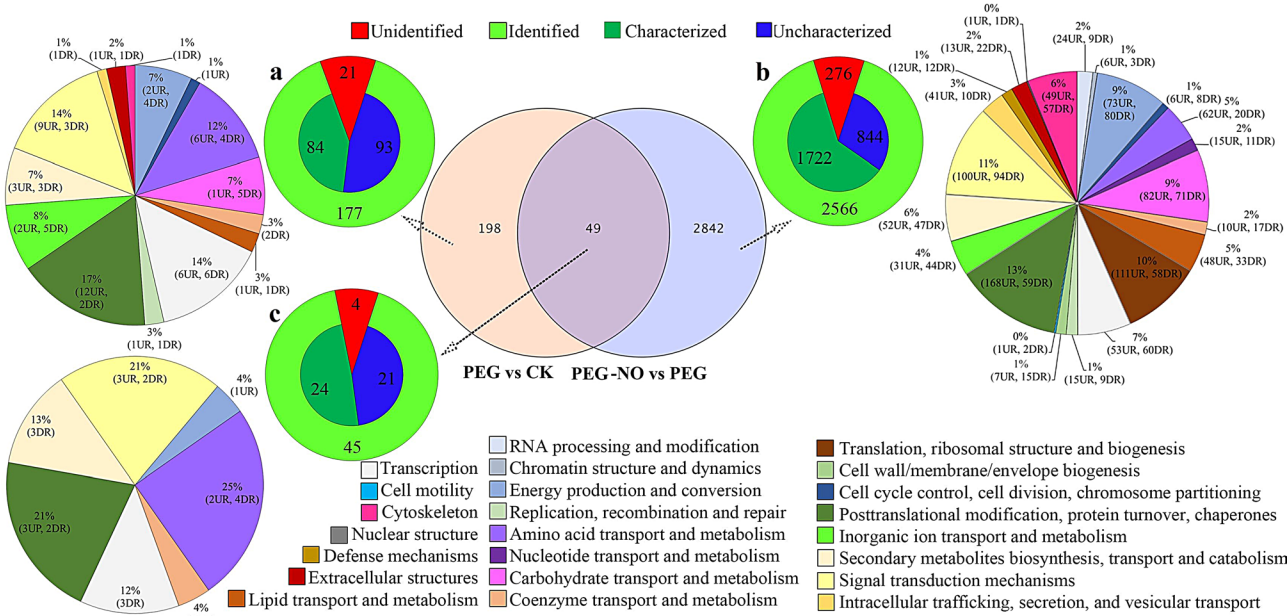 Unidentified
Identified
Characterized
Uncharacterized
a
21
84
93
177
b
276
1722
844
2566
c
4
24
21
45
198
49
2842
PEG vs CK
PEG-NO vs PEG
1%
(1DR)
2%
(1UR, 1DR)
1%
(1DR)
7%
(2UR,
4DR)
1%
(1UR)
12%
(6UR, 4DR)
7%
(1UR, 5DR)
3%
(2DR)
3%
(1UR, 1DR)
14%
(6UR, 6DR)
3%
(1UR, 1DR)
17%
(12UR,
2DR)
8%
(2UR, 5DR)
7%
(3UR, 3DR)
14%
(9UR, 3DR)
0%
(1UR, 1DR)
2%
(13UR, 22DR)
1%
(12UR, 12DR)
3%
(41UR, 10DR)
6%
(49UR,
57DR)
2%
(24UR, 9DR)
1%
(6UR, 3DR)
9%
(73UR,
80DR)
1%
(6UR, 8DR)
5%
(62UR, 20DR)
2%
(15UR, 11DR)
9%
(82UR, 71DR)
2%
(10UR, 17DR)
5%
(48UR, 33DR)
10%
(111UR, 58DR)
7%
(53UR, 60DR)
1%
(15UR, 9DR)
1%
(7UR, 15DR)
0%
(1UR, 2DR)
13%
(168UR, 59DR)
4%
(31UR, 44DR)
6%
(52UR, 47DR)
11%
(100UR, 94DR)
21%
(3UR, 2DR)
4%
(1UR)
25%
(2UR, 4DR)
4%
12%
(3DR)
21%
(3UP, 2DR)
13%
(3DR)
Transcription
Cell motility
Cytoskeleton
Nuclear structure
Defense mechanisms
Extracellular structures
Lipid transport and metabolism
RNA processing and modification
Chromatin structure and dynamics
Energy production and conversion
Replication, recombination and repair
Amino acid transport and metabolism
Nucleotide transport and metabolism
Carbohydrate transport and metabolism
Coenzyme transport and metabolism
Translation, ribosomal structure and biogenesis
Cell wall/membrane/envelope biogenesis
Cell cycle control, cell division, chromosome partitioning
Posttranslational modification, protein turnover, chaperones
Inorganic ion transport and metabolism
Secondary metabolites biosynthesis, transport and catabolism
Signal transduction mechanisms
Intracellular trafficking, secretion, and vesicular transport